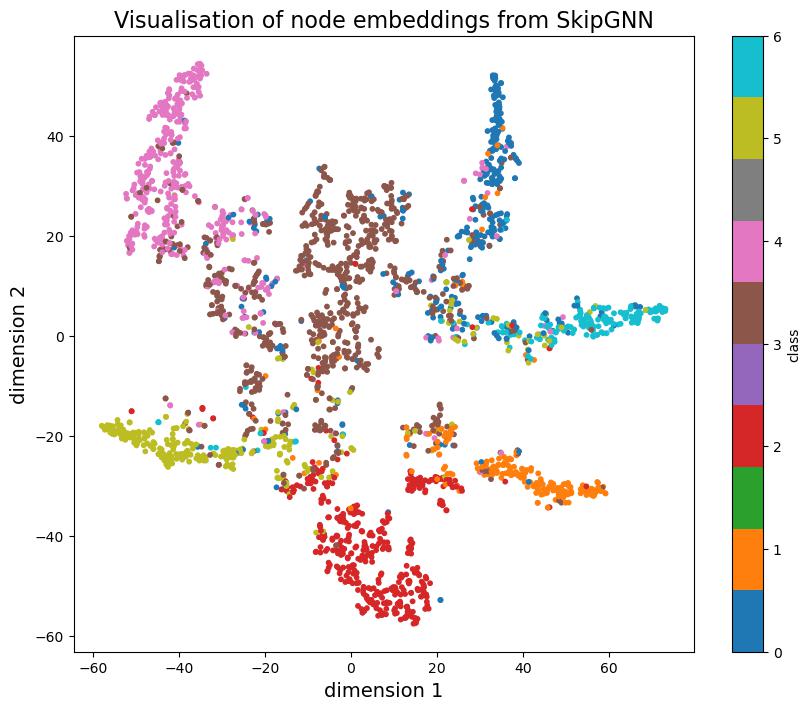 Visualisation of node embeddings from SkipGNN
6
5
4
3
2
1
0
class
40
20
0
−20
−40
−60
dimension 2
−60 −40 −20 0 20 40 60
dimension 1